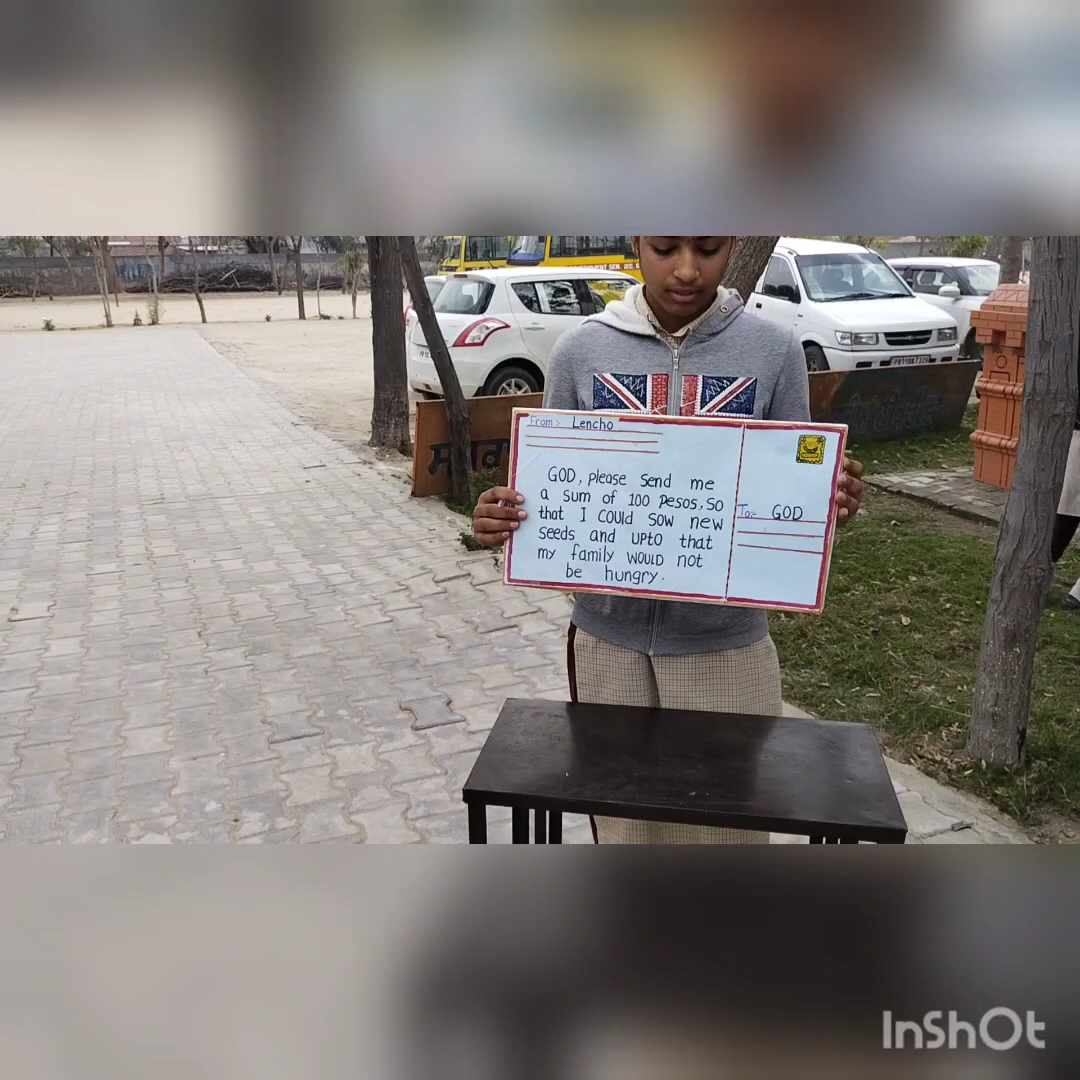 From:- Lencho
GOD, please send me
a sum of 100 pesos, so
that I could sow new
seeds and upto that
my family would not
be hungry.
To:- GOD
InShOt